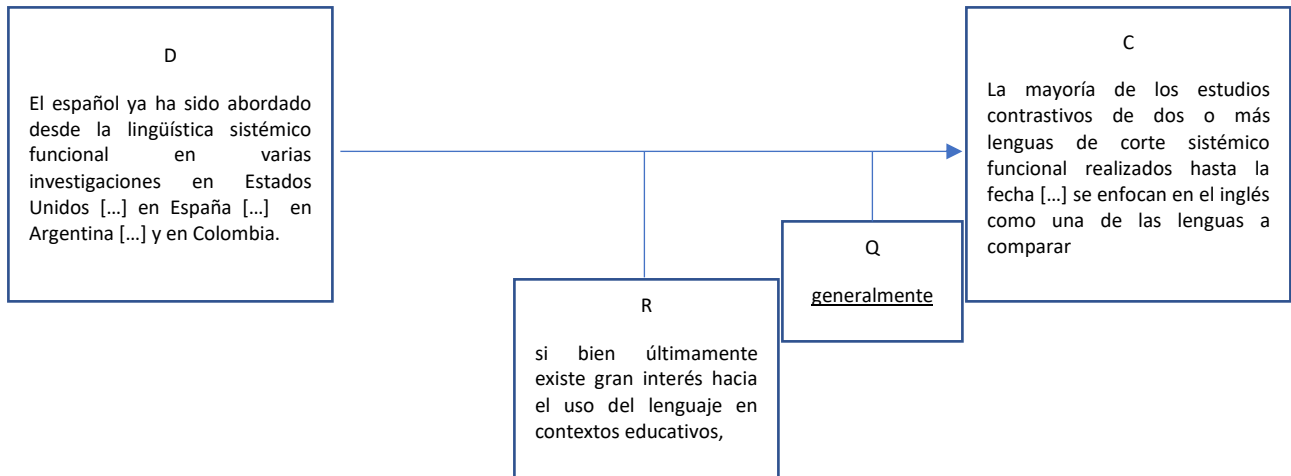 D
El español ya ha sido abordado
desde la lingüística sistémico
funcional en varias
investigaciones en Estados
Unidos […] en España […] en
Argentina […] y en Colombia.
R
si bien últimamente
existe gran interés hacia
el uso del lenguaje en
contextos educativos,
Q
generalmente
C
La mayoría de los estudios
contrastivos de dos o más
lenguas de corte sistémico
funcional realizados hasta la
fecha […] se enfocan en el inglés
como una de las lenguas a
comparar